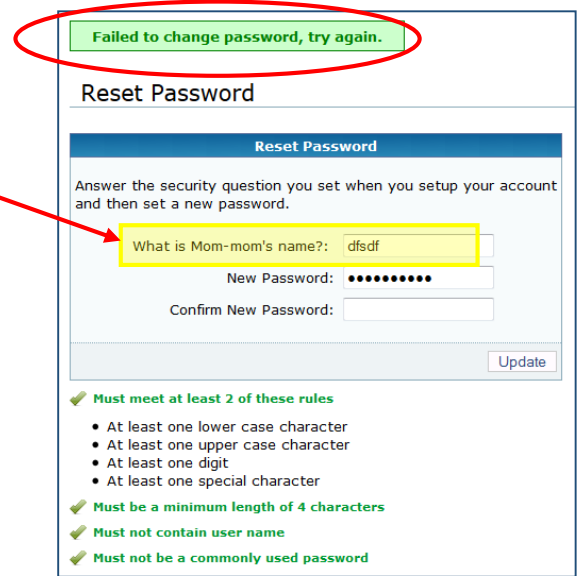 Failed to change password, try again.
Reset Password
Reset Password
Answer the security question you set when you setup your account
and then set a new password.
What is Mom-mom's name?: dfsdf
New Password: ●●●●●●●●●●
Confirm New Password:
Update
Must meet at least 2 of these rules
• At least one lower case character
• At least one upper case character
• At least one digit
• At least one special character
Must be a minimum length of 4 characters
Must not contain user name
Must not be a commonly used password